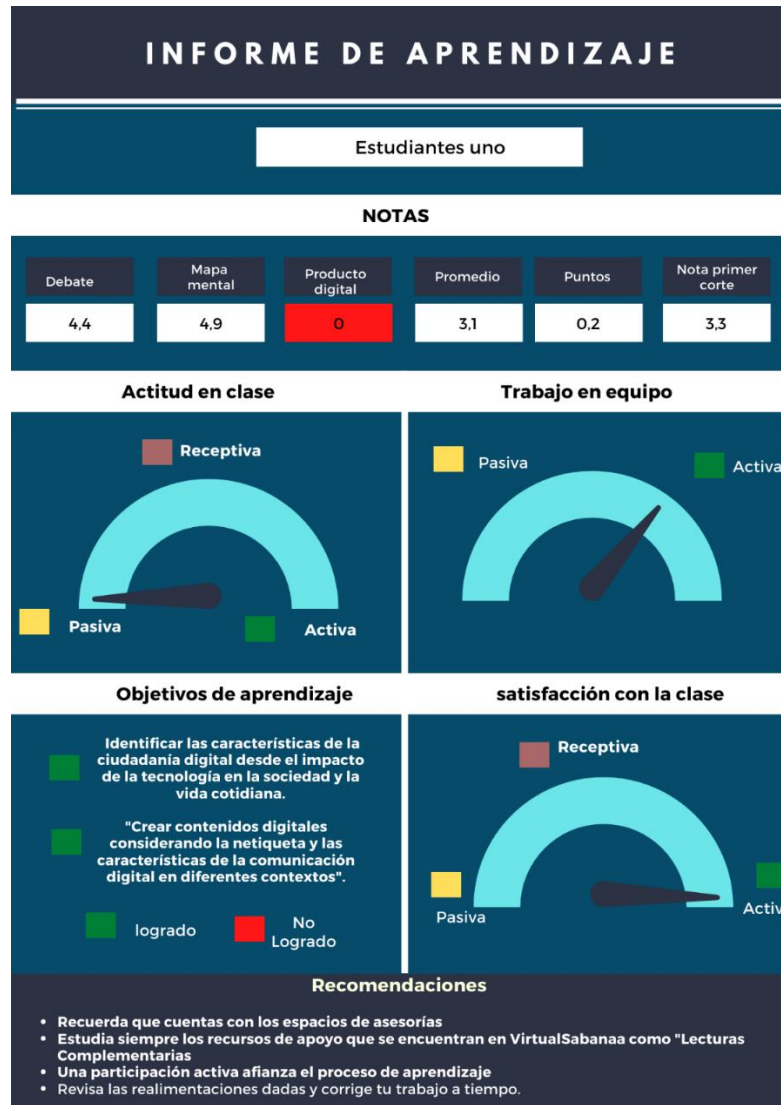 INFORME DE APRENDIZAJE
Estudiantes uno
NOTAS
Debate
Mapa
mental
Producto
digital
Promedio
Puntos
Nota primer
corte
4,4
4,9
0
3,1
0,2
3,3
Actitud en clase
Receptiva
Pasiva
Activa
Trabajo en equipo
Pasiva
Activa
Objetivos de aprendizaje
Identificar las características de la
ciudadanía digital desde el impacto
de la tecnología en la sociedad y la
vida cotidiana.
"Crear contenidos digitales
considerando la netiqueta y las
características de la comunicación
digital en diferentes contextos".
logrado
No
Logrado
satisfacción con la clase
Receptiva
Pasiva
Activ
Recomendaciones
• Recuerda que cuentas con los espacios de asesorías
• Estudia siempre los recursos de apoyo que se encuentran en VirtualSabanaa como "Lecturas
Complementarias
• Una participación activa afianza el proceso de aprendizaje
• Revisa las realimentaciones dadas y corrige tu trabajo a tiempo.